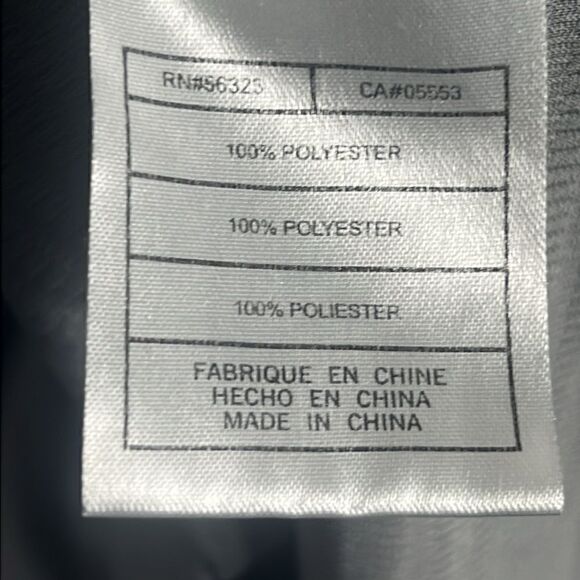 RN#56323 CA#05553
100% POLYESTER
100% POLYESTER
100% POLIESTER
FABRIQUE EN CHINE
HECHO EN CHINA
MADE IN CHINA